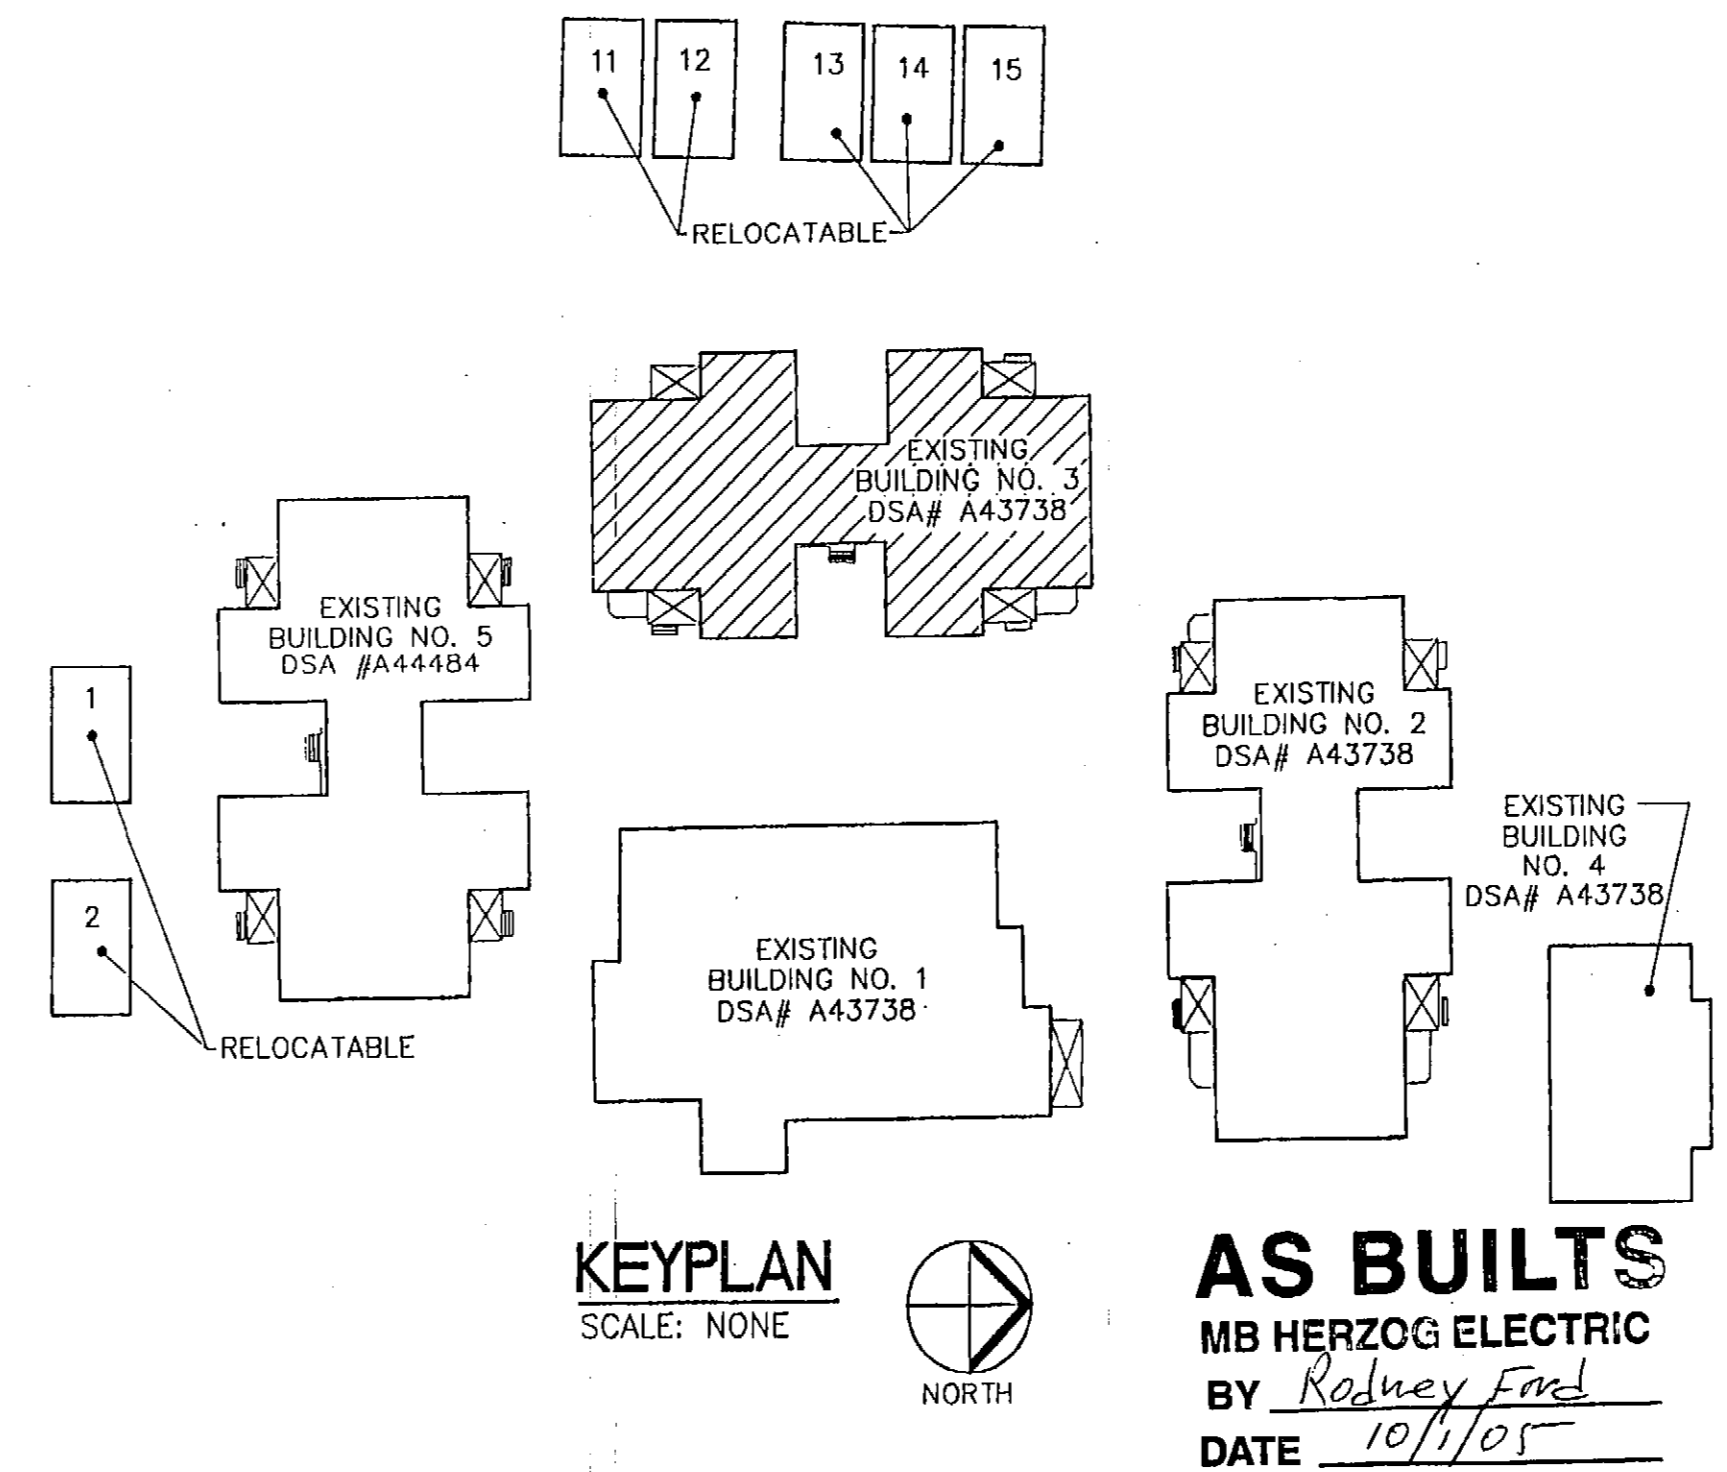 11
12
13
14
15
RELOCATABLE
EXISTING
BUILDING NO. 3
DSA# A43738
EXISTING
BUILDING NO. 5
DSA #A44484
1
2
RELOCATABLE
EXISTING
BUILDING NO. 2
DSA# A43738
EXISTING
BUILDING
NO. 4
DSA# A43738
EXISTING
BUILDING NO. 1
DSA# A43738
KEYPLAN
SCALE: NONE
NORTH
AS BUILTS
MB HERZOG ELECTRIC
BY Rodney Ford
DATE 10/1/05